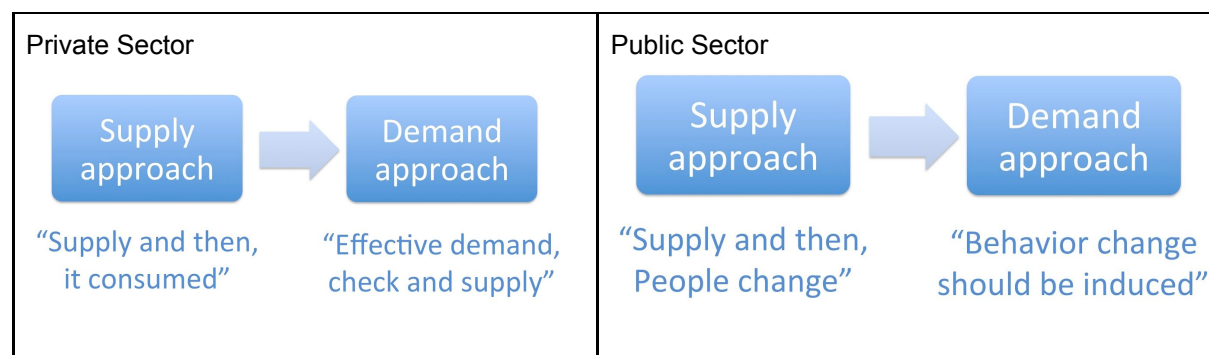 Private Sector
Supply
approach
Demand
approach
“Supply and then,
it consumed”
“Effective demand,
check and supply”
Public Sector
Supply
approach
Demand
approach
“Supply and then,
People change”
“Behavior change
should be induced”